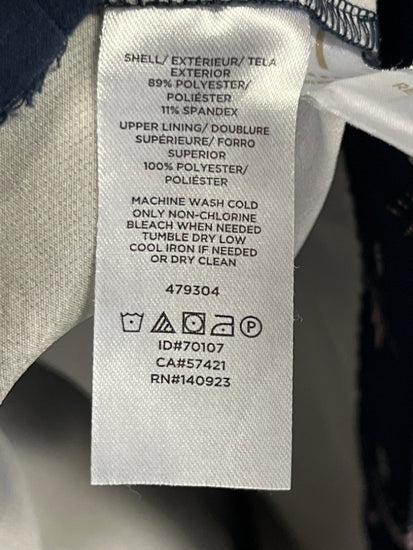 SHELL/ EXTÉRIEUR/ TELA
EXTERIOR
89% POLYESTER/
POLIÉSTER
11% SPANDEX
UPPER LINING/ DOUBLURE
SUPÉRIEURE/ FORRO
SUPERIOR
100% POLYESTER/
POLIÉSTER
MACHINE WASH COLD
ONLY NON-CHLORINE
BLEACH WHEN NEEDED
TUMBLE DRY LOW
COOL IRON IF NEEDED
OR DRY CLEAN
479304
P
ID#70107
CA#57421
RN#140923